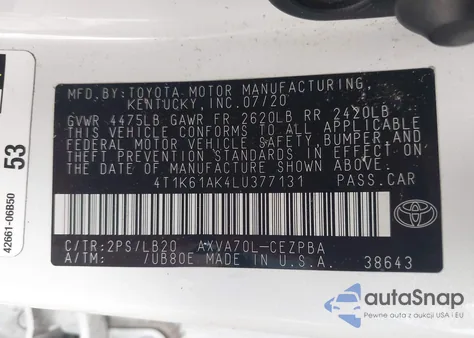 MFD.BY:TOYOTA MOTOR MANUFACTURING,
KENTUCKY, INC.07/20
GVWR 4475LB GAWR FR 2620LB RR 2420LB
THIS VEHICLE CONFORMS TO ALL APPLICABLE
FEDERAL MOTOR VEHICLE SAFETY, BUMPER AND
THEFT PREVENTION STANDARDS IN EFFECT ON
THE DATE OF MANUFACTURE SHOWN ABOVE.
4T1K61AK4LU377131 PASS.CAR
C/TR:2PS/LB20 AXVA70L-CEZPBA
A/TM: /UB80E MADE IN U.S.A. 38643
TOYOTA
42661-06B50
53
autoSnap
Pewne auta z aukcji USA i EU